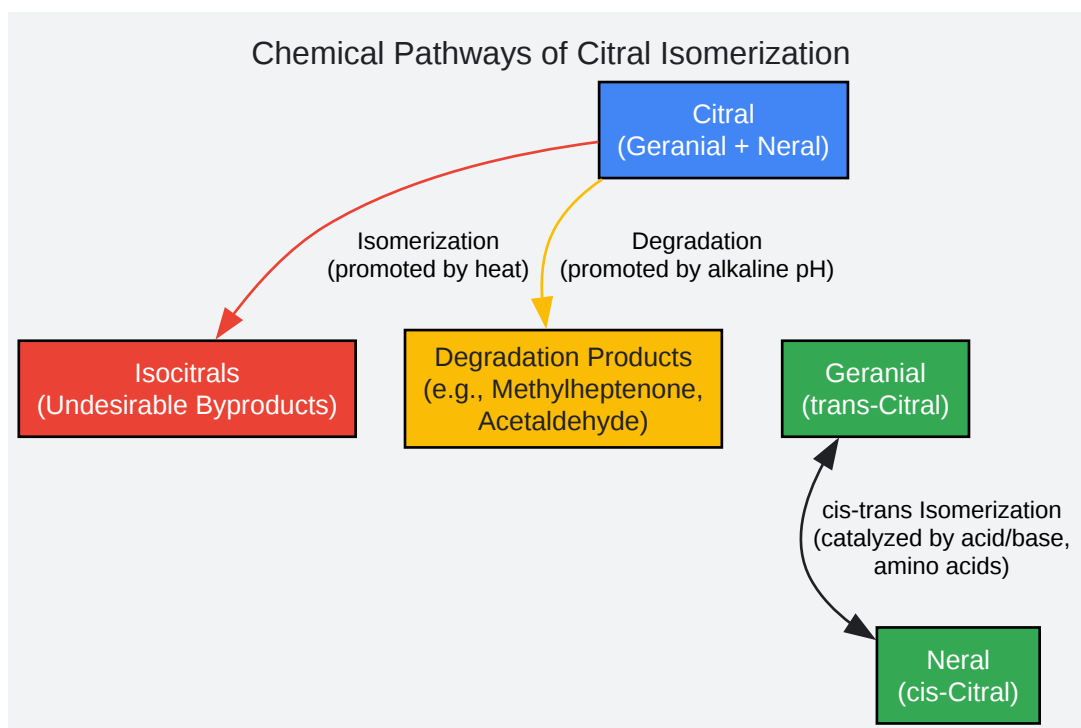 Chemical Pathways of Citral Isomerization
Citral
(Geranial + Neral)
Isomerization
(promoted by heat)
Degradation
(promoted by alkaline pH)
Isocitrals
(Undesirable Byproducts)
Degradation Products
(e.g., Methylheptenone,
Acetaldehyde)
Geranial
(trans-Citral)
cis-trans Isomerization
(catalyzed by acid/base,
amino acids)
Neral
(cis-Citral)